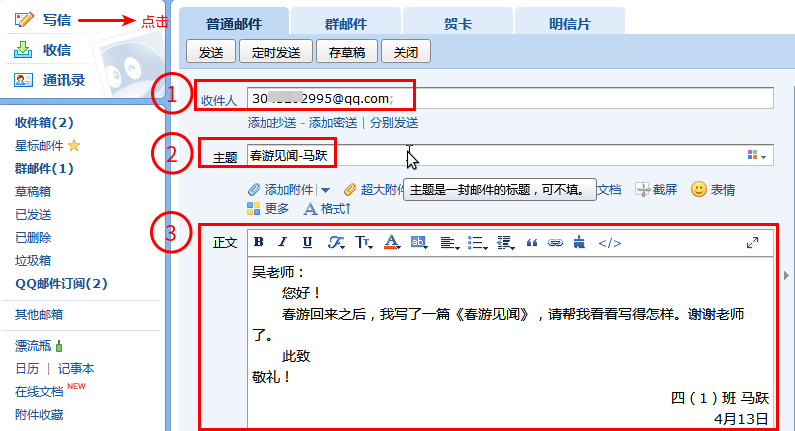 写信
点击
收信
通讯录
收件箱(2)
星标邮件
群邮件(1)
草稿箱
已发送
已删除
垃圾箱
QQ邮件订阅(2)
其他邮箱
漂流瓶
日历 | 记事本
在线文档 NEW
附件收藏
普通邮件 群邮件 贺卡 明信片
发送 定时发送 存草稿 关闭
① 收件人 2995@qq.com;
添加抄送 - 添加密送 | 分别发送
② 主题 春游见闻-马跃
添加附件 超大附件 文档 截屏 表情
主题是一封邮件的标题，可不填。
更多 格式↑
③ 正文 B I U </>
吴老师：
您好！
春游回来之后，我写了一篇《春游见闻》，请帮我看看写得怎样。谢谢老师
了。
此致
敬礼！
四（1）班 马跃
4月13日